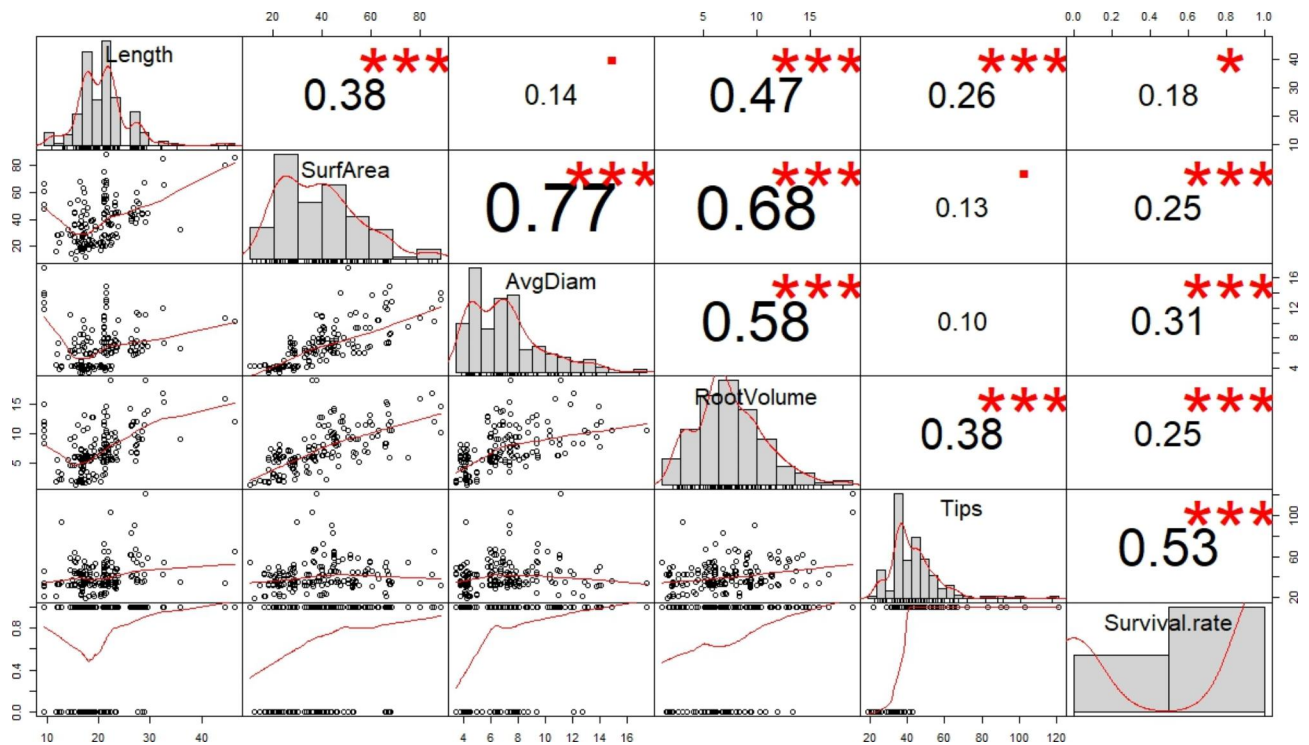 20 40 60 80 5 10 15 0.0 0.2 0.4 0.6 0.8 1.0
Length 0.38 *** 0.14 . 0.47 *** 0.26 *** 0.18 * 10 20 30 40
20 40 60 80 SurfArea 0.77 *** 0.68 *** 0.13 . 0.25 ***
AvgDiam 0.58 *** 0.10 0.31 *** 4 8 12 16
5 10 15 RootVolume 0.38 *** 0.25 ***
Tips 0.53 *** 20 60 100
0.0 0.4 0.8 Survival.rate
10 20 30 40 4 6 8 10 12 14 16 20 40 60 80 100 120